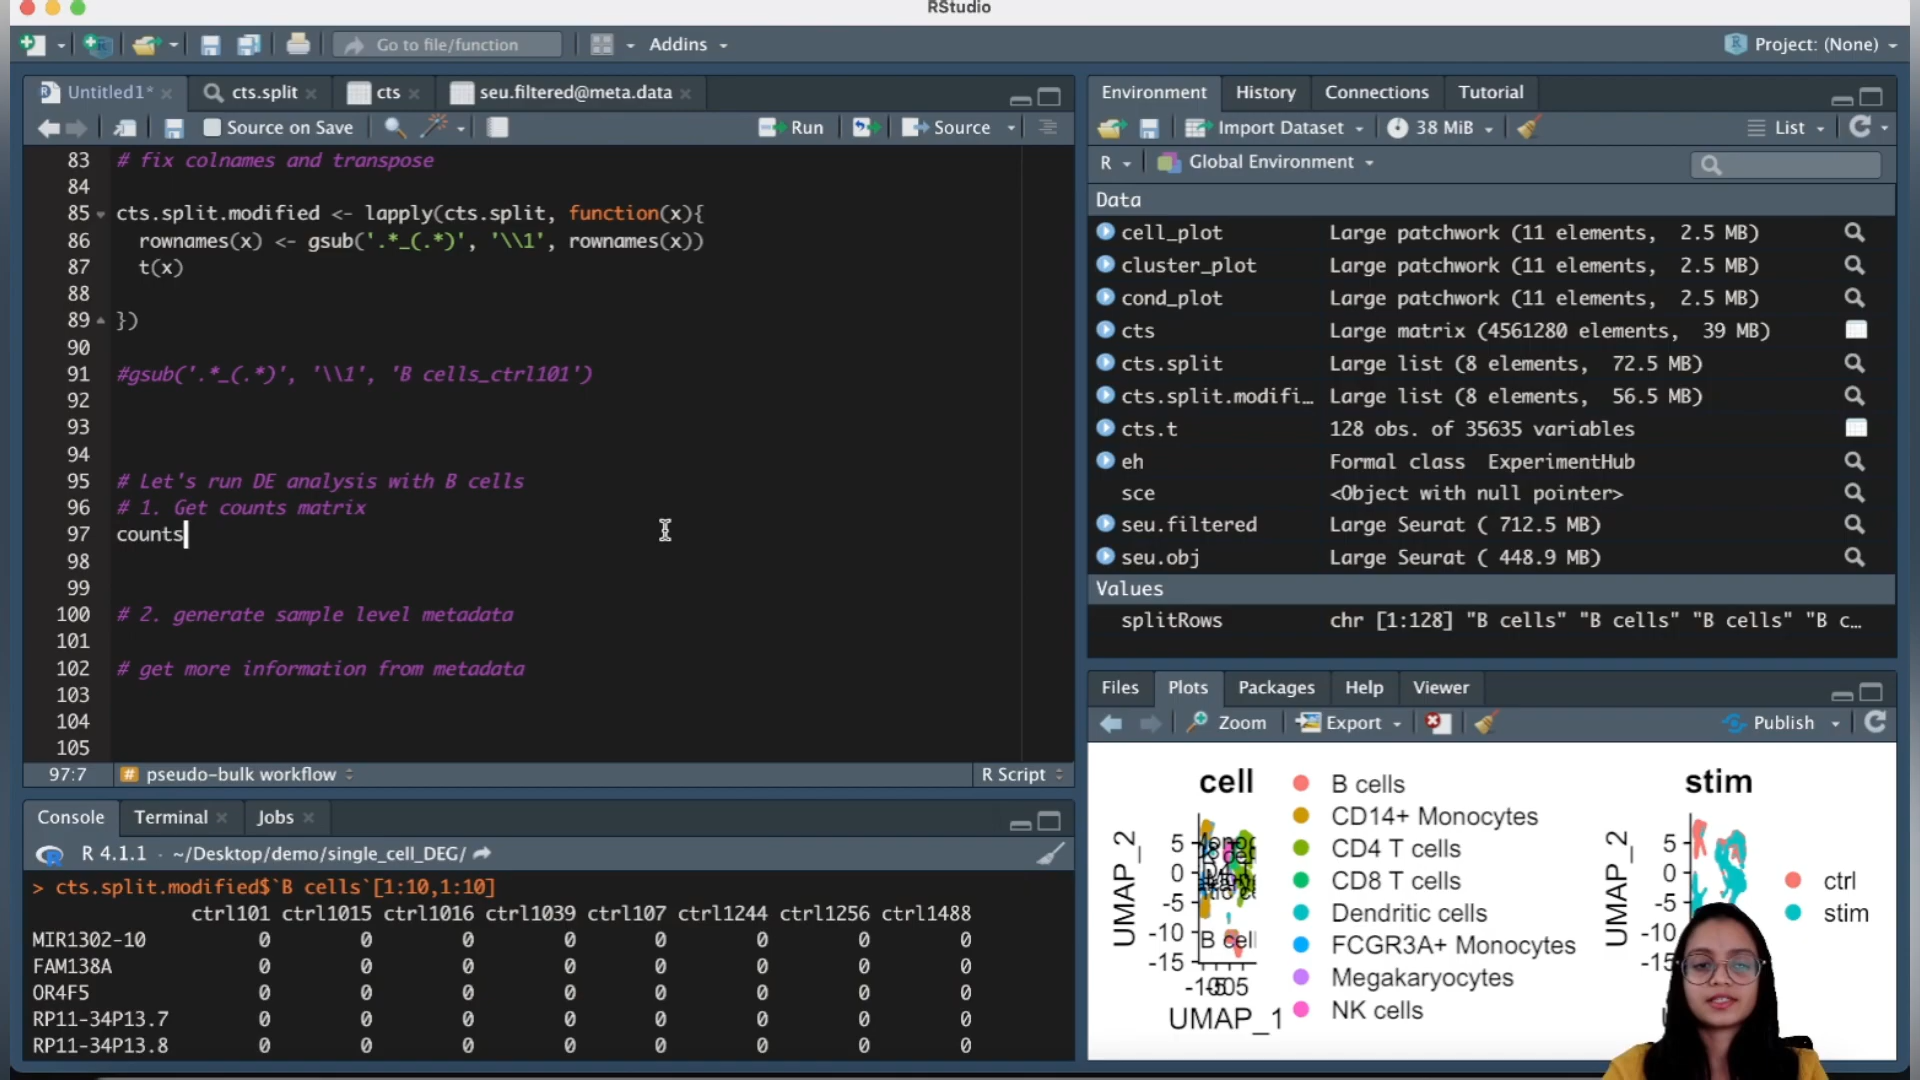 RStudio
Go to file/function
Addins
Project: (None)
Untitled1*
cts.split
cts
seu.filtered@meta.data
Source on Save
Run
Source
83 # fix colnames and transpose
84
85 cts.split.modified <- lapply(cts.split, function(x){
86 rownames(x) <- gsub('.*_(.*)', '\\1', rownames(x))
87 t(x)
88
89 })
90
91 #gsub('.*_(.*)', '\\1', 'B cells_ctrl101')
92
93
94
95 # Let's run DE analysis with B cells
96 # 1. Get counts matrix
97 counts
98
99
100 # 2. generate sample level metadata
101
102 # get more information from metadata
103
104
105
97:7 # pseudo-bulk workflow R Script
Console Terminal Jobs
R 4.1.1 · ~/Desktop/demo/single_cell_DEG/
> cts.split.modified$`B cells`[1:10,1:10]
ctrl101 ctrl1015 ctrl1016 ctrl1039 ctrl107 ctrl1244 ctrl1256 ctrl1488
MIR1302-10 0 0 0 0 0 0 0 0
FAM138A 0 0 0 0 0 0 0 0
OR4F5 0 0 0 0 0 0 0 0
RP11-34P13.7 0 0 0 0 0 0 0 0
RP11-34P13.8 0 0 0 0 0 0 0 0
Environment History Connections Tutorial
Import Dataset 38 MiB List
R Global Environment
Data
cell_plot Large patchwork (11 elements, 2.5 MB)
cluster_plot Large patchwork (11 elements, 2.5 MB)
cond_plot Large patchwork (11 elements, 2.5 MB)
cts Large matrix (4561280 elements, 39 MB)
cts.split Large list (8 elements, 72.5 MB)
cts.split.modifi… Large list (8 elements, 56.5 MB)
cts.t 128 obs. of 35635 variables
eh Formal class ExperimentHub
sce <Object with null pointer>
seu.filtered Large Seurat ( 712.5 MB)
seu.obj Large Seurat ( 448.9 MB)
Values
splitRows chr [1:128] "B cells" "B cells" "B cells" "B c…
Files Plots Packages Help Viewer
Zoom Export Publish
cell
UMAP_2
5
0
-5
-10
-15
B cel
UMAP_1
B cells
CD14+ Monocytes
CD4 T cells
CD8 T cells
Dendritic cells
FCGR3A+ Monocytes
Megakaryocytes
NK cells
stim
UMAP_2
5
0
-5
-10
-15
ctrl
stim